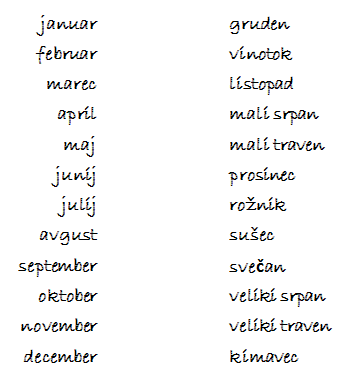 januar gruden
februar vinotok
marec listopad
april mali srpan
maj mali traven
junij prosinec
julij rožnik
avgust sušec
september svečan
oktober veliki srpan
november veliki traven
december kimavec